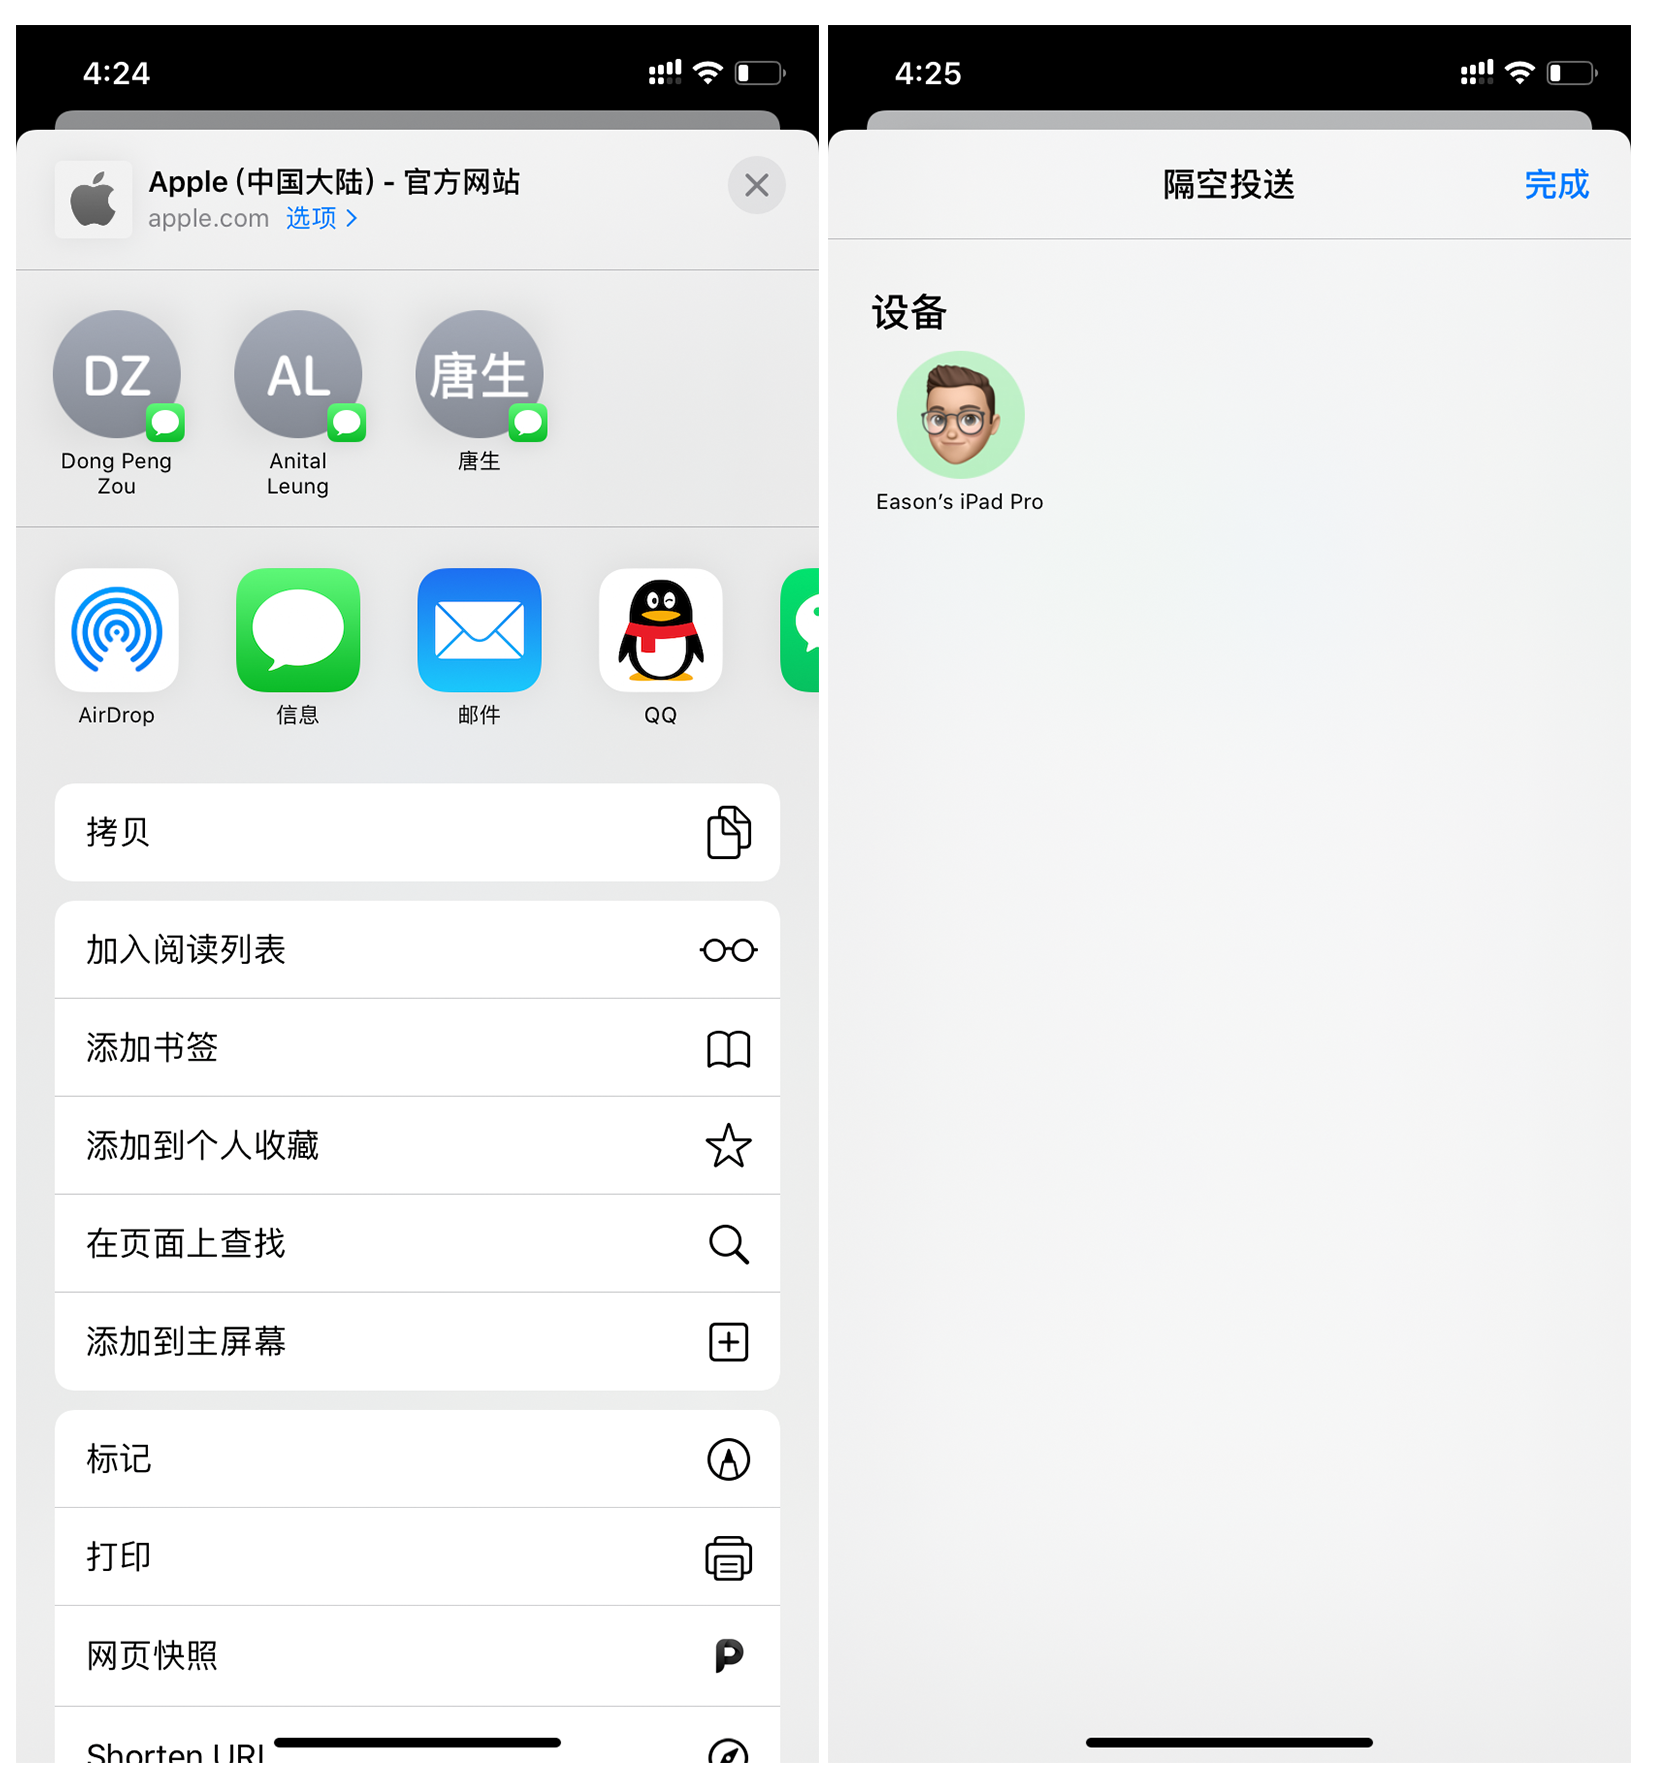 4:24
Apple (中国大陆) - 官方网站
apple.com 选项
DZ AL 唐生
Dong Peng Zou
Anital Leung
唐生
AirDrop 信息 邮件 QQ
拷贝
加入阅读列表
添加书签
添加到个人收藏
在页面上查找
添加到主屏幕
标记
打印
网页快照
Shorten URL
4:25
隔空投送 完成
设备
Eason’s iPad Pro